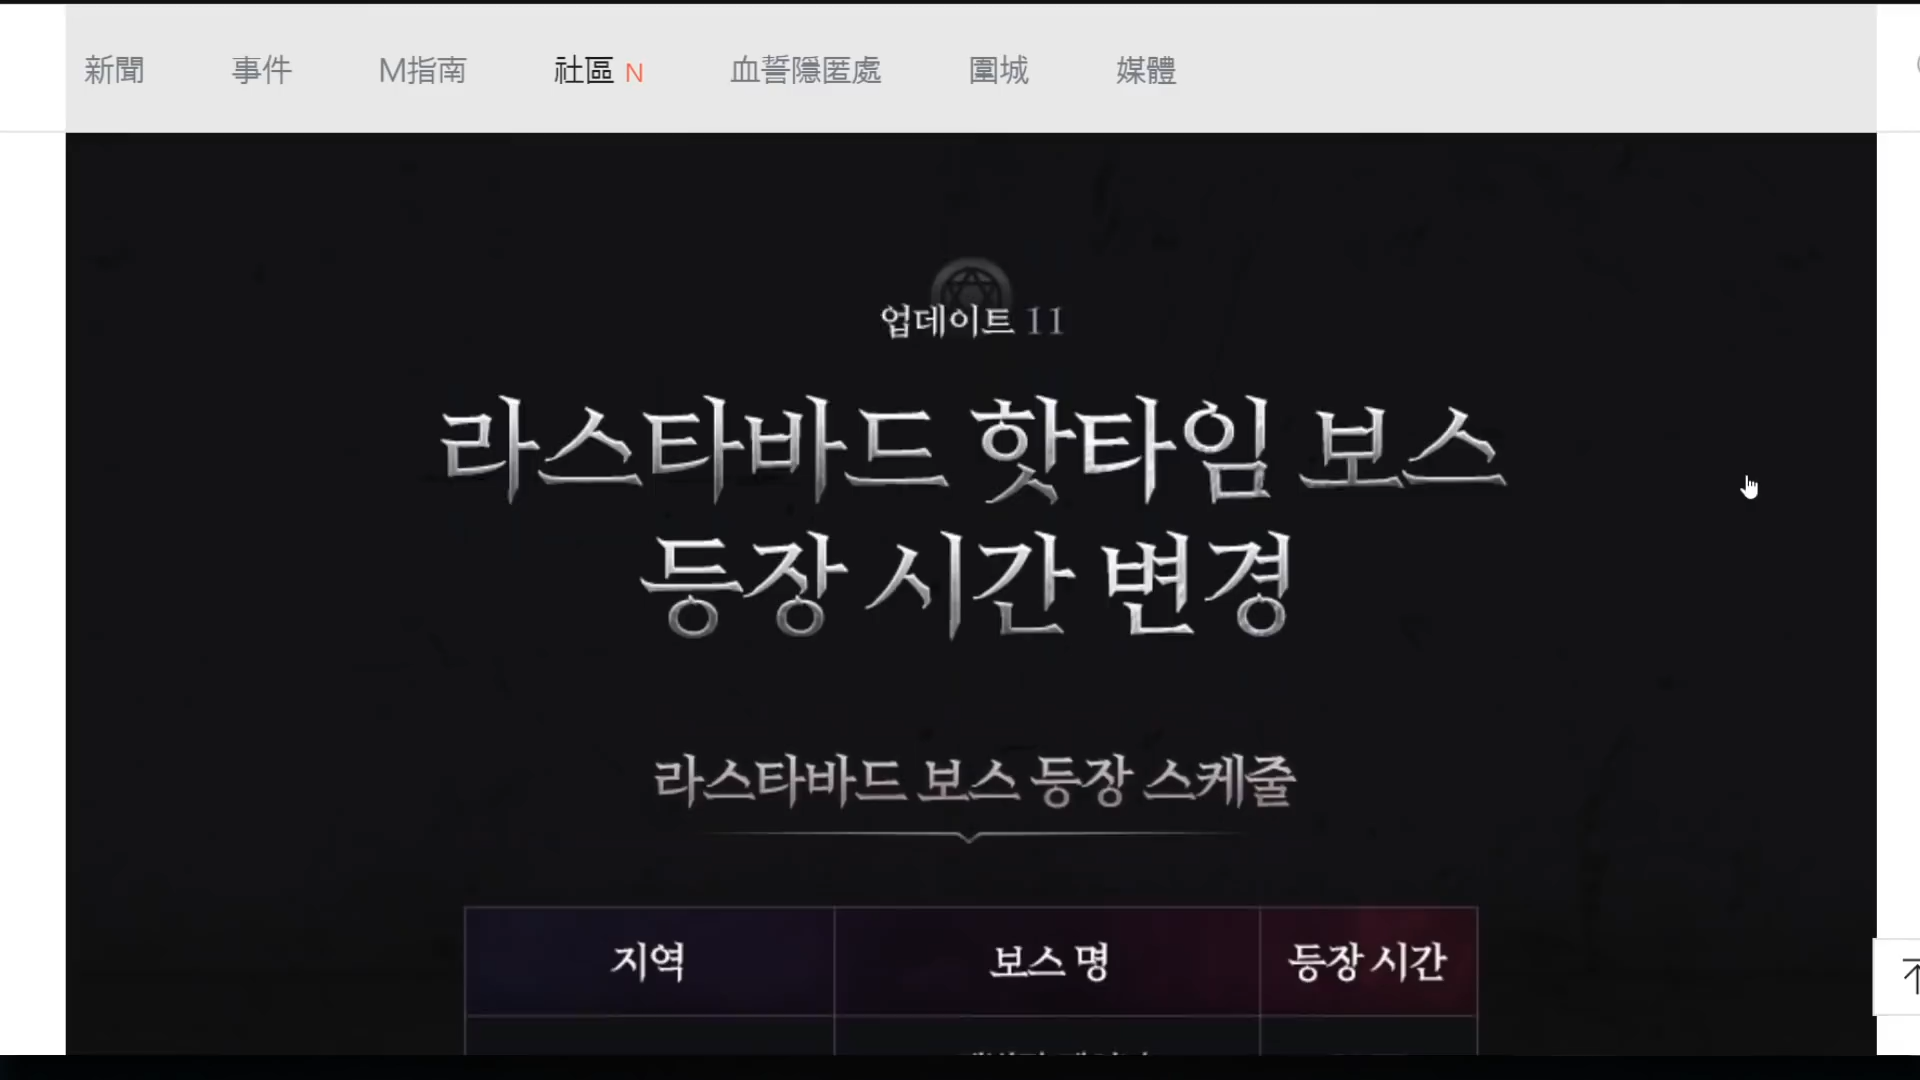 新聞 事件 M指南 社區 N 血誓隱匿處 圍城 媒體
업데이트 11
라스타바드 핫타임 보스
등장 시간 변경
라스타바드 보스 등장 스케줄
지역 보스 명 등장 시간